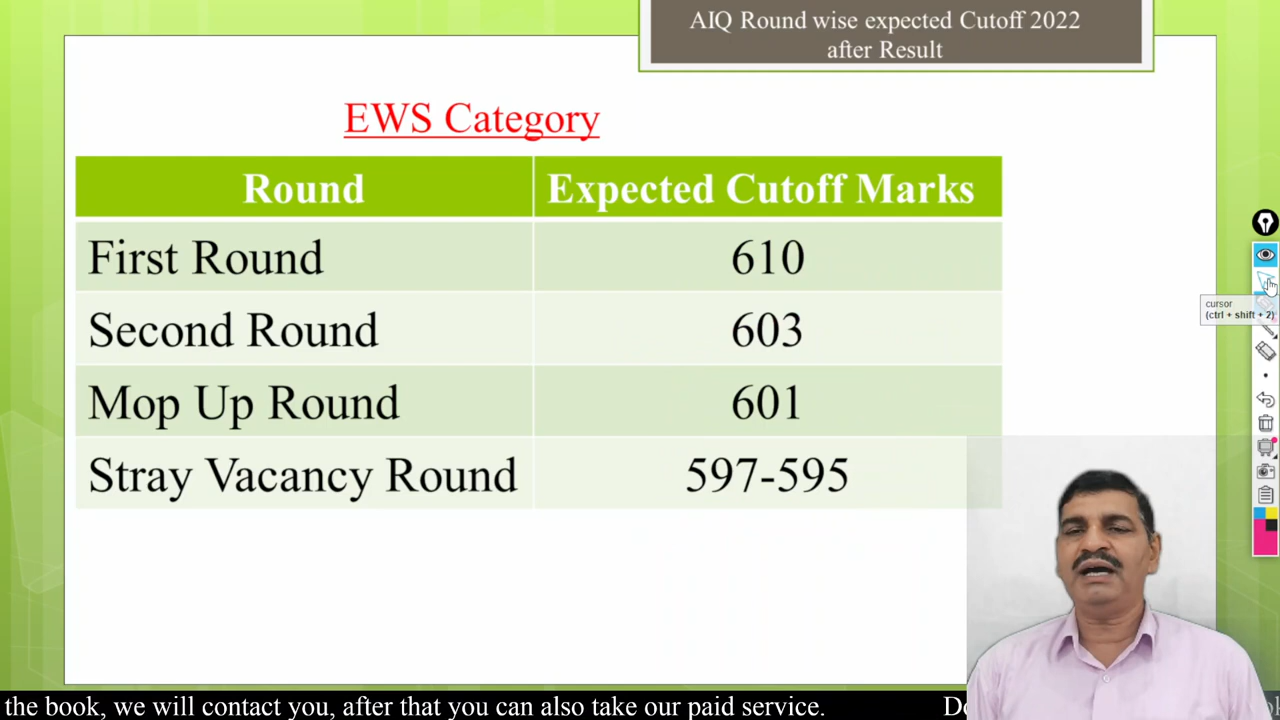 AIQ Round wise expected Cutoff 2022
after Result
EWS Category
Round Expected Cutoff Marks
First Round 610
Second Round 603
Mop Up Round 601
Stray Vacancy Round 597-595
cursor
(ctrl + shift + 2)
the book, we will contact you, after that you can also take our paid service.